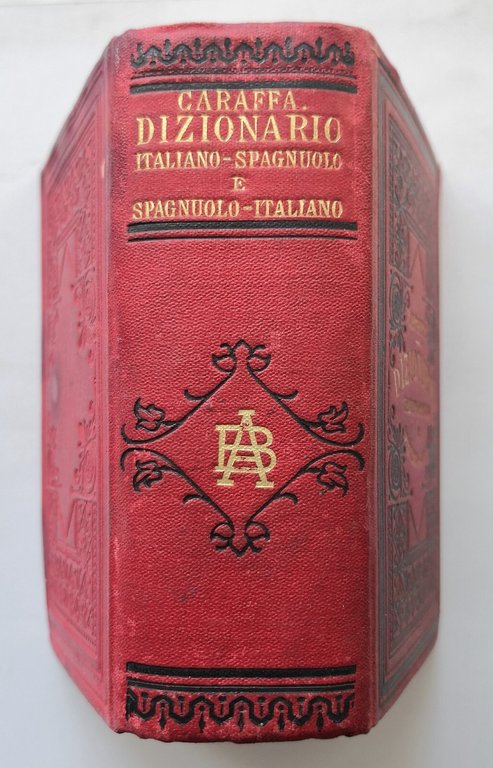 CARAFFA.
DIZIONARIO
ITALIANO-SPAGNUOLO
E
SPAGNUOLO-ITALIANO